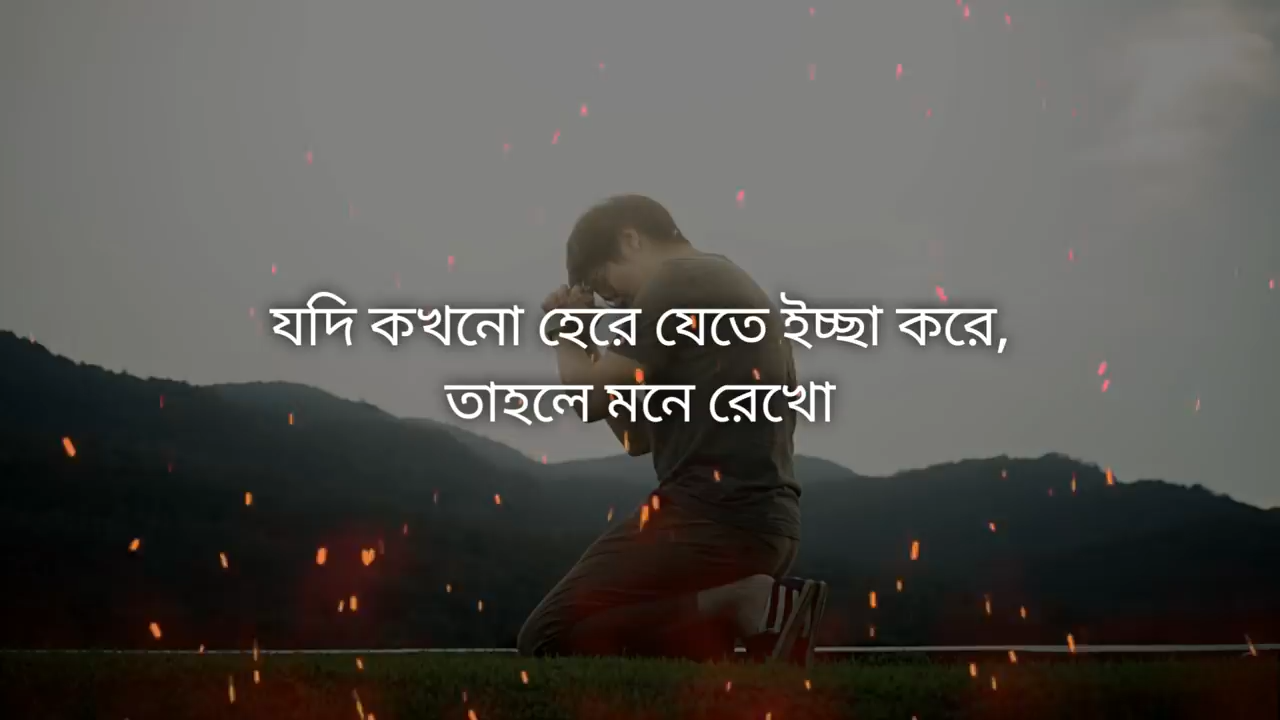 যদি কখনো হেরে যেতে ইচ্ছা করে,
তাহলে মনে রেখো